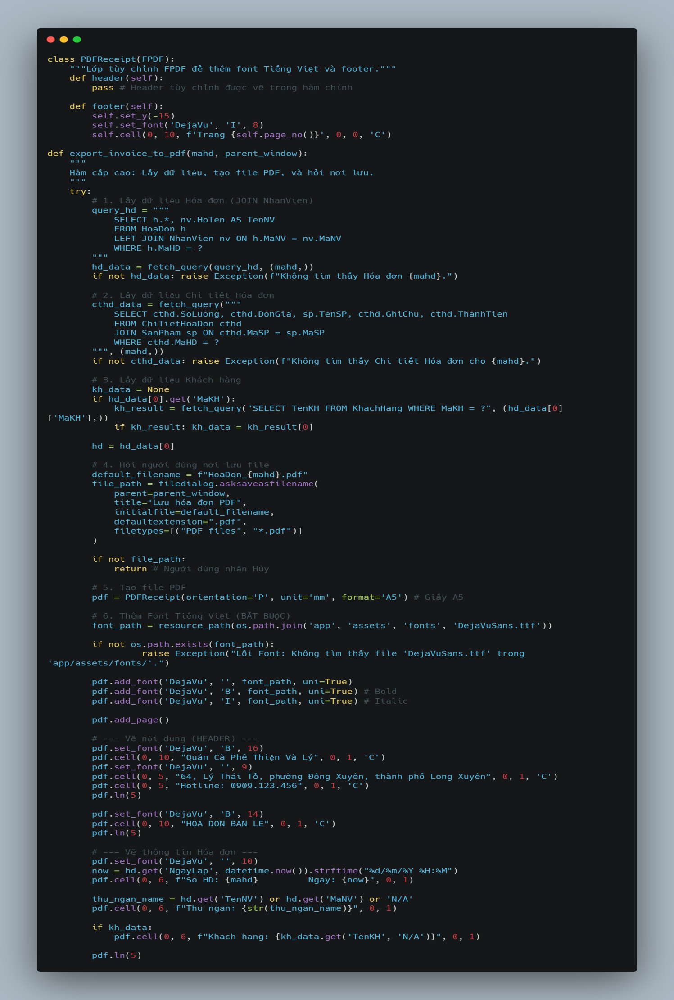 class PDFReceipt(FPDF):
    """Lớp tùy chỉnh FPDF để thêm font Tiếng Việt và footer."""
    def header(self):
        pass # Header tùy chỉnh được vẽ trong hàm chính

    def footer(self):
        self.set_y(-15)
        self.set_font('DejaVu', 'I', 8)
        self.cell(0, 10, f'Trang {self.page_no()}', 0, 0, 'C')

def export_invoice_to_pdf(mahd, parent_window):
    """
    Hàm cấp cao: Lấy dữ liệu, tạo file PDF, và hỏi nơi lưu.
    """
    try:
        # 1. Lấy dữ liệu Hóa đơn (JOIN NhanVien)
        query_hd = """
            SELECT h.*, nv.HoTen AS TenNV
            FROM HoaDon h
            LEFT JOIN NhanVien nv ON h.MaNV = nv.MaNV
            WHERE h.MaHD = ?
        """
        hd_data = fetch_query(query_hd, (mahd,))
        if not hd_data: raise Exception(f"Không tìm thấy Hóa đơn {mahd}.")

        # 2. Lấy dữ liệu Chi tiết Hóa đơn
        cthd_data = fetch_query("""
            SELECT cthd.SoLuong, cthd.DonGia, sp.TenSP, cthd.GhiChu, cthd.ThanhTien
            FROM ChiTietHoaDon cthd
            JOIN SanPham sp ON cthd.MaSP = sp.MaSP
            WHERE cthd.MaHD = ?
        """, (mahd,))
        if not cthd_data: raise Exception(f"Không tìm thấy Chi tiết Hóa đơn cho {mahd}.")

        # 3. Lấy dữ liệu Khách hàng
        kh_data = None
        if hd_data[0].get('MaKH'):
            kh_result = fetch_query("SELECT TenKH FROM KhachHang WHERE MaKH = ?", (hd_data[0]
['MaKH'],))
            if kh_result: kh_data = kh_result[0]

        hd = hd_data[0]

        # 4. Hỏi người dùng nơi lưu file
        default_filename = f"HoaDon_{mahd}.pdf"
        file_path = filedialog.asksaveasfilename(
            parent=parent_window,
            title="Lưu hóa đơn PDF",
            initialfile=default_filename,
            defaultextension=".pdf",
            filetypes=[("PDF files", "*.pdf")]
        )

        if not file_path:
            return # Người dùng nhấn Hủy

        # 5. Tạo file PDF
        pdf = PDFReceipt(orientation='P', unit='mm', format='A5') # Giấy A5

        # 6. Thêm Font Tiếng Việt (BẮT BUỘC)
        font_path = resource_path(os.path.join('app', 'assets', 'fonts', 'DejaVuSans.ttf'))

        if not os.path.exists(font_path):
                 raise Exception("Lỗi Font: Không tìm thấy file 'DejaVuSans.ttf' trong
'app/assets/fonts/'.")

        pdf.add_font('DejaVu', '', font_path, uni=True)
        pdf.add_font('DejaVu', 'B', font_path, uni=True) # Bold
        pdf.add_font('DejaVu', 'I', font_path, uni=True) # Italic

        pdf.add_page()

        # --- Vẽ nội dung (HEADER) ---
        pdf.set_font('DejaVu', 'B', 16)
        pdf.cell(0, 10, "Quán Cà Phê Thiện Và Lý", 0, 1, 'C')
        pdf.set_font('DejaVu', '', 9)
        pdf.cell(0, 5, "64, Lý Thái Tổ, phường Đông Xuyên, thành phố Long Xuyên", 0, 1, 'C')
        pdf.cell(0, 5, "Hotline: 0909.123.456", 0, 1, 'C')
        pdf.ln(5)

        pdf.set_font('DejaVu', 'B', 14)
        pdf.cell(0, 10, "HOA DON BAN LE", 0, 1, 'C')
        pdf.ln(5)

        # --- Vẽ thông tin Hóa đơn ---
        pdf.set_font('DejaVu', '', 10)
        now = hd.get('NgayLap', datetime.now()).strftime("%d/%m/%Y %H:%M")
        pdf.cell(0, 6, f"So HD: {mahd}         Ngay: {now}", 0, 1)

        thu_ngan_name = hd.get('TenNV') or hd.get('MaNV') or 'N/A'
        pdf.cell(0, 6, f"Thu ngan: {str(thu_ngan_name)}", 0, 1)

        if kh_data:
            pdf.cell(0, 6, f"Khach hang: {kh_data.get('TenKH', 'N/A')}", 0, 1)

        pdf.ln(5)